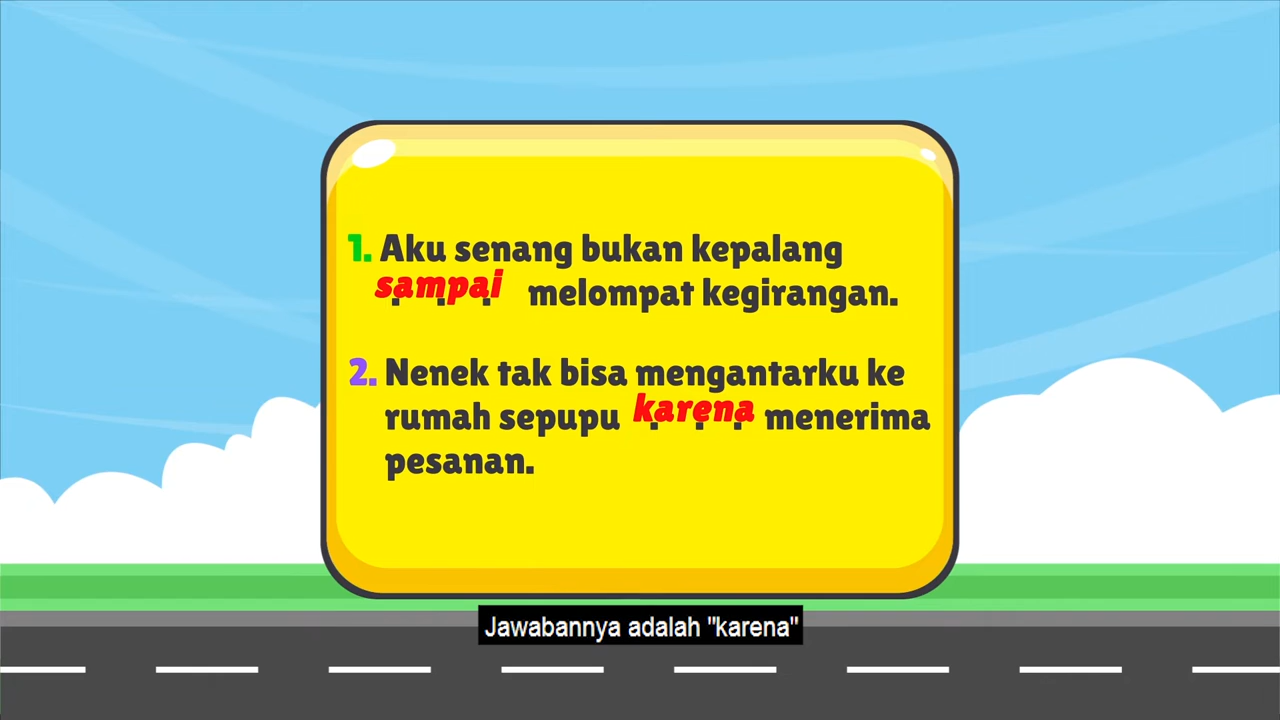 1. Aku senang bukan kepalang
sampai melompat kegirangan.
2. Nenek tak bisa mengantarku ke
rumah sepupu karena menerima
pesanan.
Jawabannya adalah "karena"